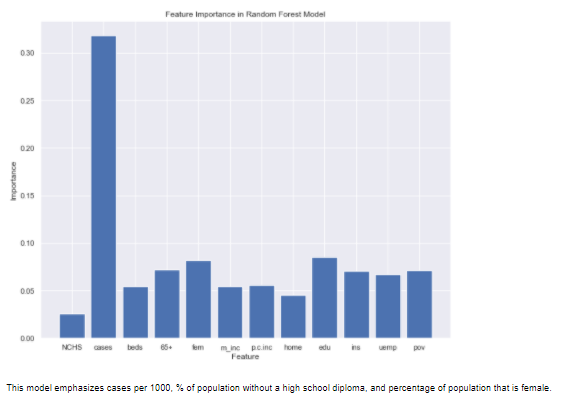 Feature Importance in Random Forest Model
0.30
0.25
0.20
0.15
0.10
0.05
0.00
Importance
NCHS cases beds 65+ fem m_inc p.c.inc home edu ins uemp pov
Feature
This model emphasizes cases per 1000, % of population without a high school diploma, and percentage of population that is female.